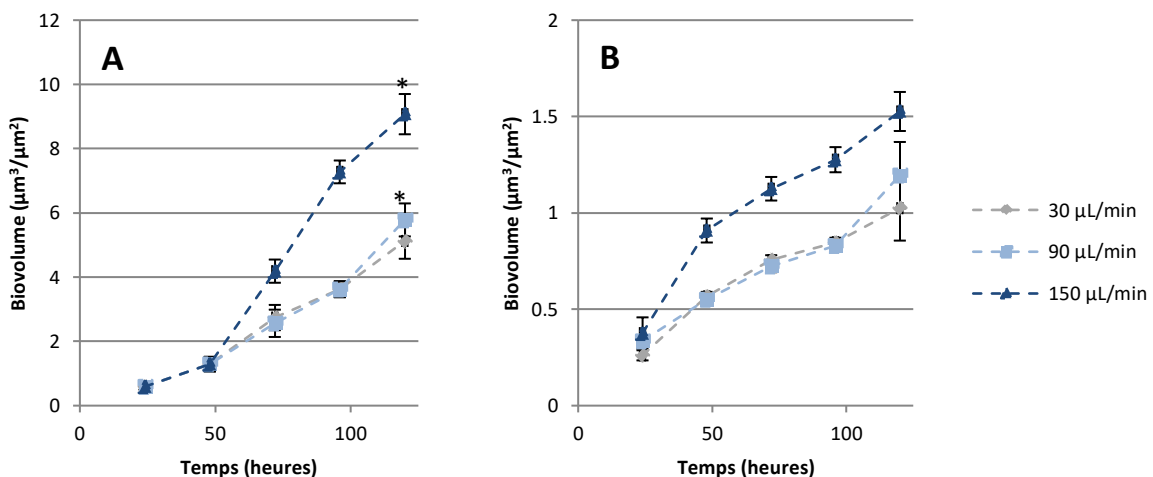 A
Biovolume (µm³/µm²)
12
10
8
6
4
2
0
*
*
0
50
100
Temps (heures)
B
Biovolume (µm³/µm²)
2
1.5
1
0.5
0
0
50
100
Temps (heures)
30 µL/min
90 µL/min
150 µL/min